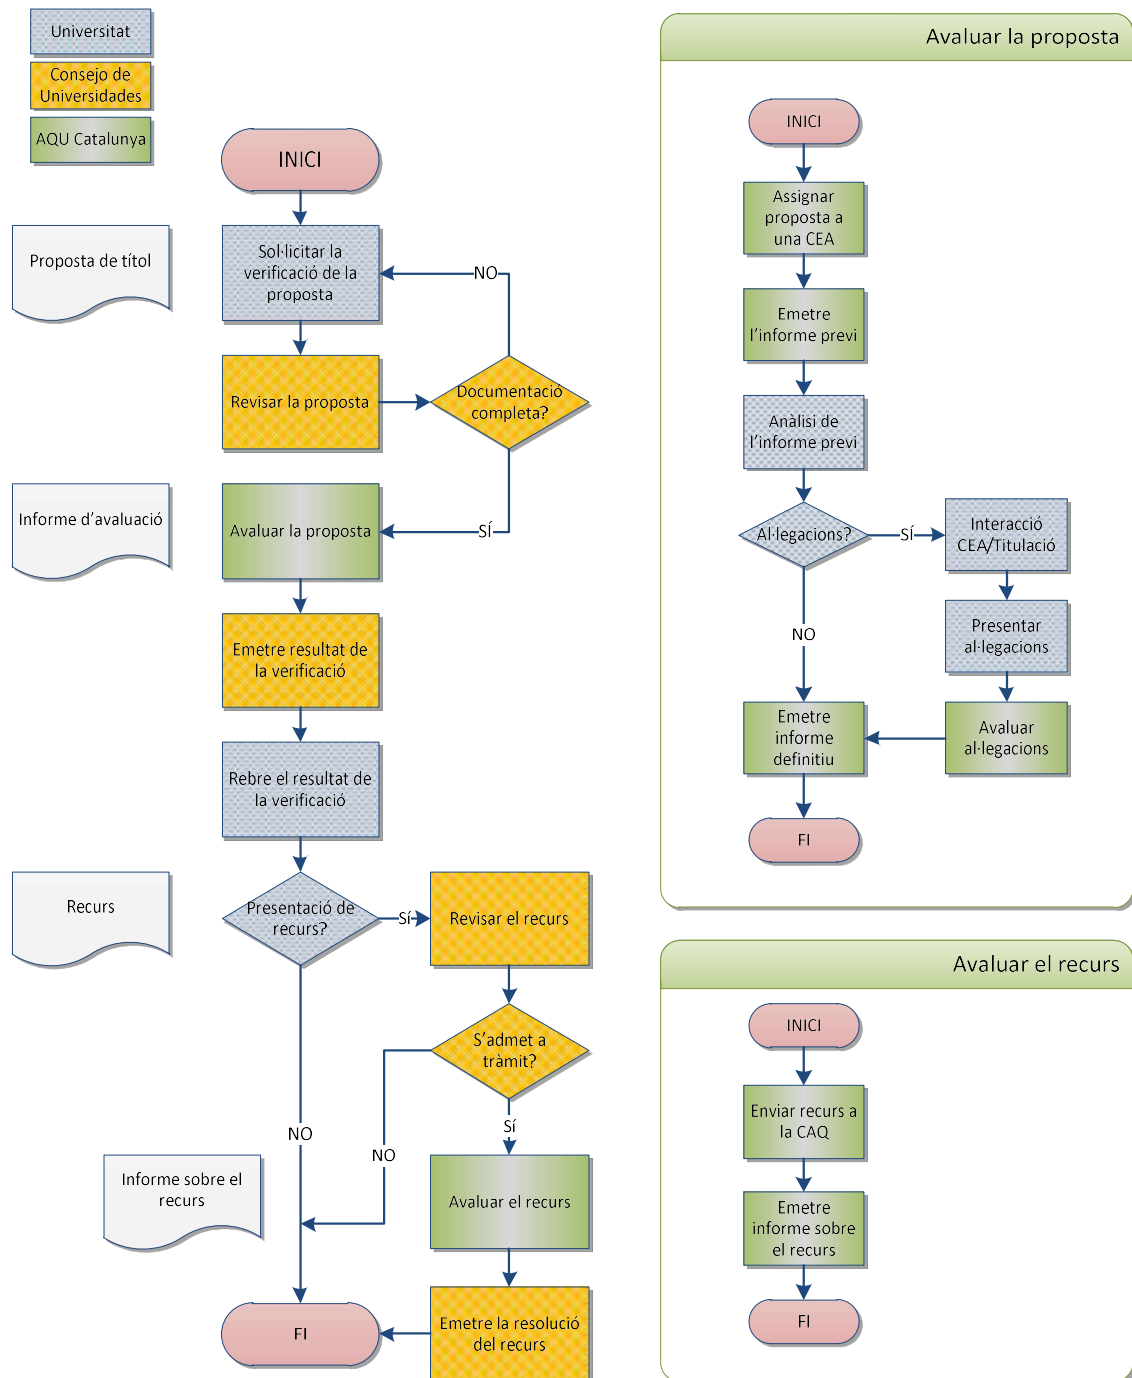 Universitat
Consejo de
Universidades
AQU Catalunya
INICI
Proposta de títol
Sol·licitar la
verificació de la
proposta
NO
Revisar la proposta
Documentació
completa?
Informe d’avaluació
Avaluar la proposta
SÍ
Emetre resultat de
la verificació
Rebre el resultat de
la verificació
Recurs
Presentació de
recurs?
Sí
Revisar el recurs
S’admet a
tràmit?
NO
NO
Sí
Informe sobre el
recurs
Avaluar el recurs
FI
Emetre la resolució
del recurs
Avaluar la proposta
INICI
Assignar
proposta a
una CEA
Emetre
l’informe previ
Anàlisi de
l’informe previ
Al·legacions?
SÍ
Interacció
CEA/Titulació
NO
Presentar
al·legacions
Emetre
informe
definitiu
Avaluar
al·legacions
FI
Avaluar el recurs
INICI
Enviar recurs a
la CAQ
Emetre
informe sobre
el recurs
FI